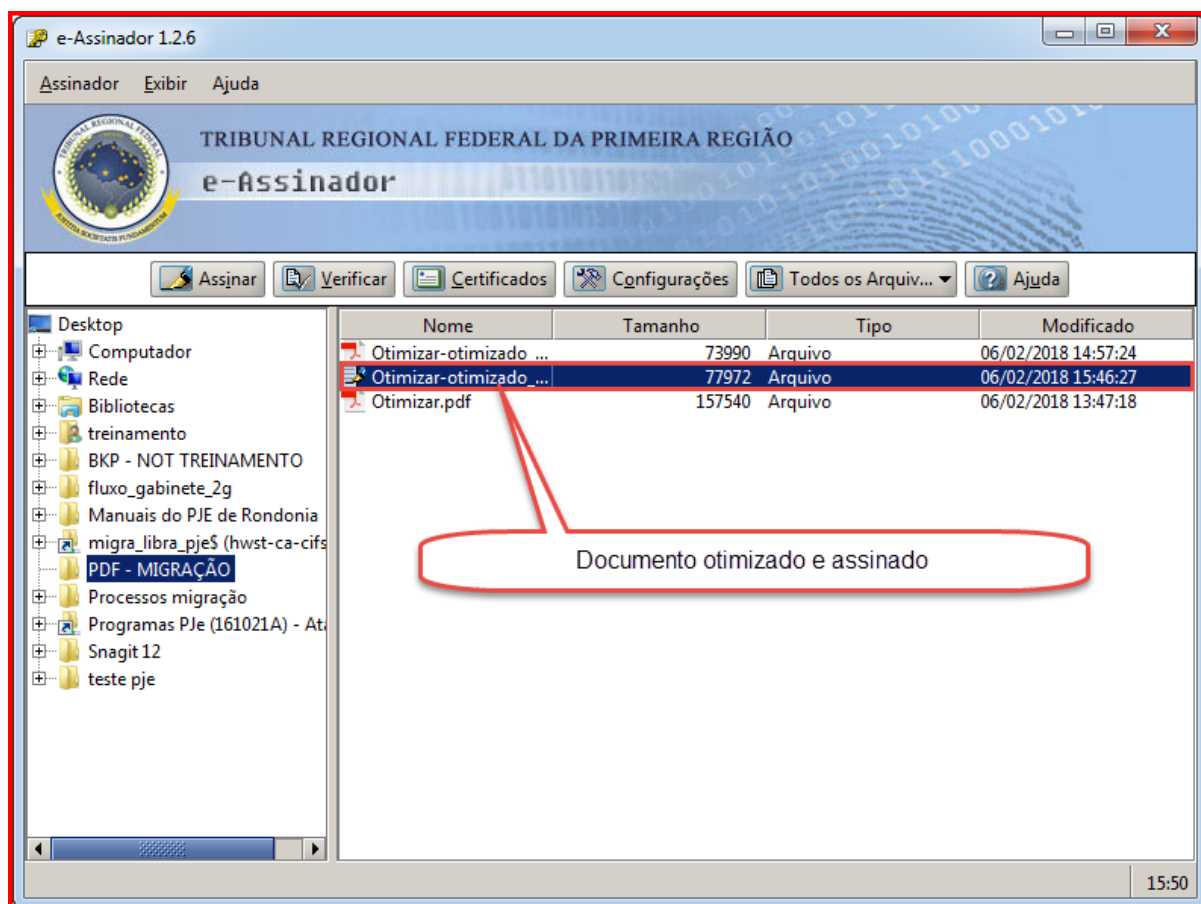 e-Assinador 1.2.6
Assinador Exibir Ajuda
TRIBUNAL REGIONAL FEDERAL DA PRIMEIRA REGIÃO
e-Assinador
Assinar Verificar Certificados Configurações Todos os Arquiv... Ajuda
Desktop
Computador
Rede
Bibliotecas
treinamento
BKP - NOT TREINAMENTO
fluxo_gabinete_2g
Manuais do PJE de Rondonia
migra_libra_pje$ (hwst-ca-cifs
PDF - MIGRAÇÃO
Processos migração
Programas PJe (161021A) - Ata
Snagit 12
teste pje
Nome Tamanho Tipo Modificado
Otimizar-otimizado ... 73990 Arquivo 06/02/2018 14:57:24
Otimizar-otimizado_... 77972 Arquivo 06/02/2018 15:46:27
Otimizar.pdf 157540 Arquivo 06/02/2018 13:47:18
Documento otimizado e assinado
15:50